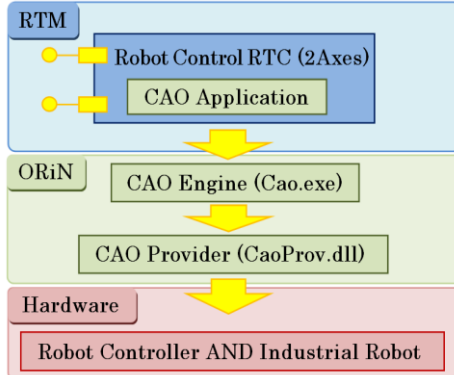 RTM
Robot Control RTC (2Axes)
CAO Application
ORiN
CAO Engine (Cao.exe)
CAO Provider (CaoProv.dll)
Hardware
Robot Controller AND Industrial Robot